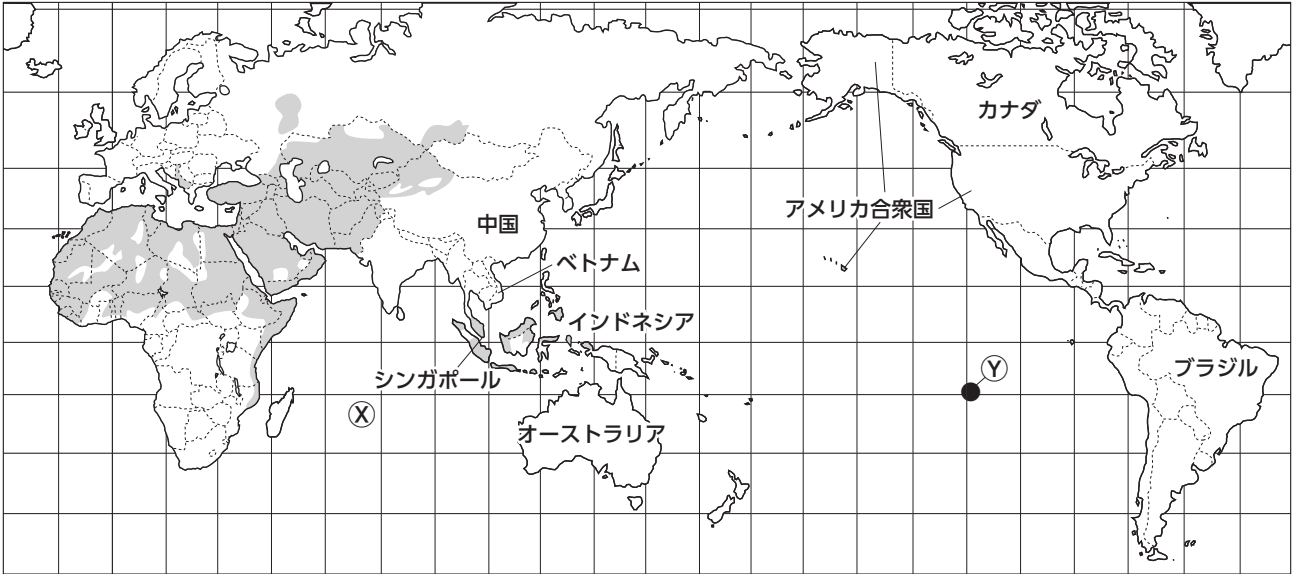 カナダ
アメリカ合衆国
中国
ベトナム
インドネシア
シンガポール
Ⓨ
ブラジル
Ⓧ
オーストラリア